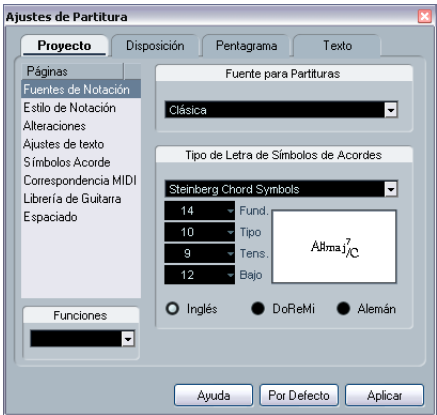 Ajustes de Partitura
Proyecto Disposición Pentagrama Texto
Páginas
Fuentes de Notación
Estilo de Notación
Alteraciones
Ajustes de texto
Símbolos Acorde
Correspondencia MIDI
Librería de Guitarra
Espaciado
Funciones
Fuente para Partituras
Clásica
Tipo de Letra de Símbolos de Acordes
Steinberg Chord Symbols
14 Fund.
10 Tipo
9 Tens.
12 Bajo
A#maj7/C
Inglés DoReMi Alemán
Ayuda Por Defecto Aplicar